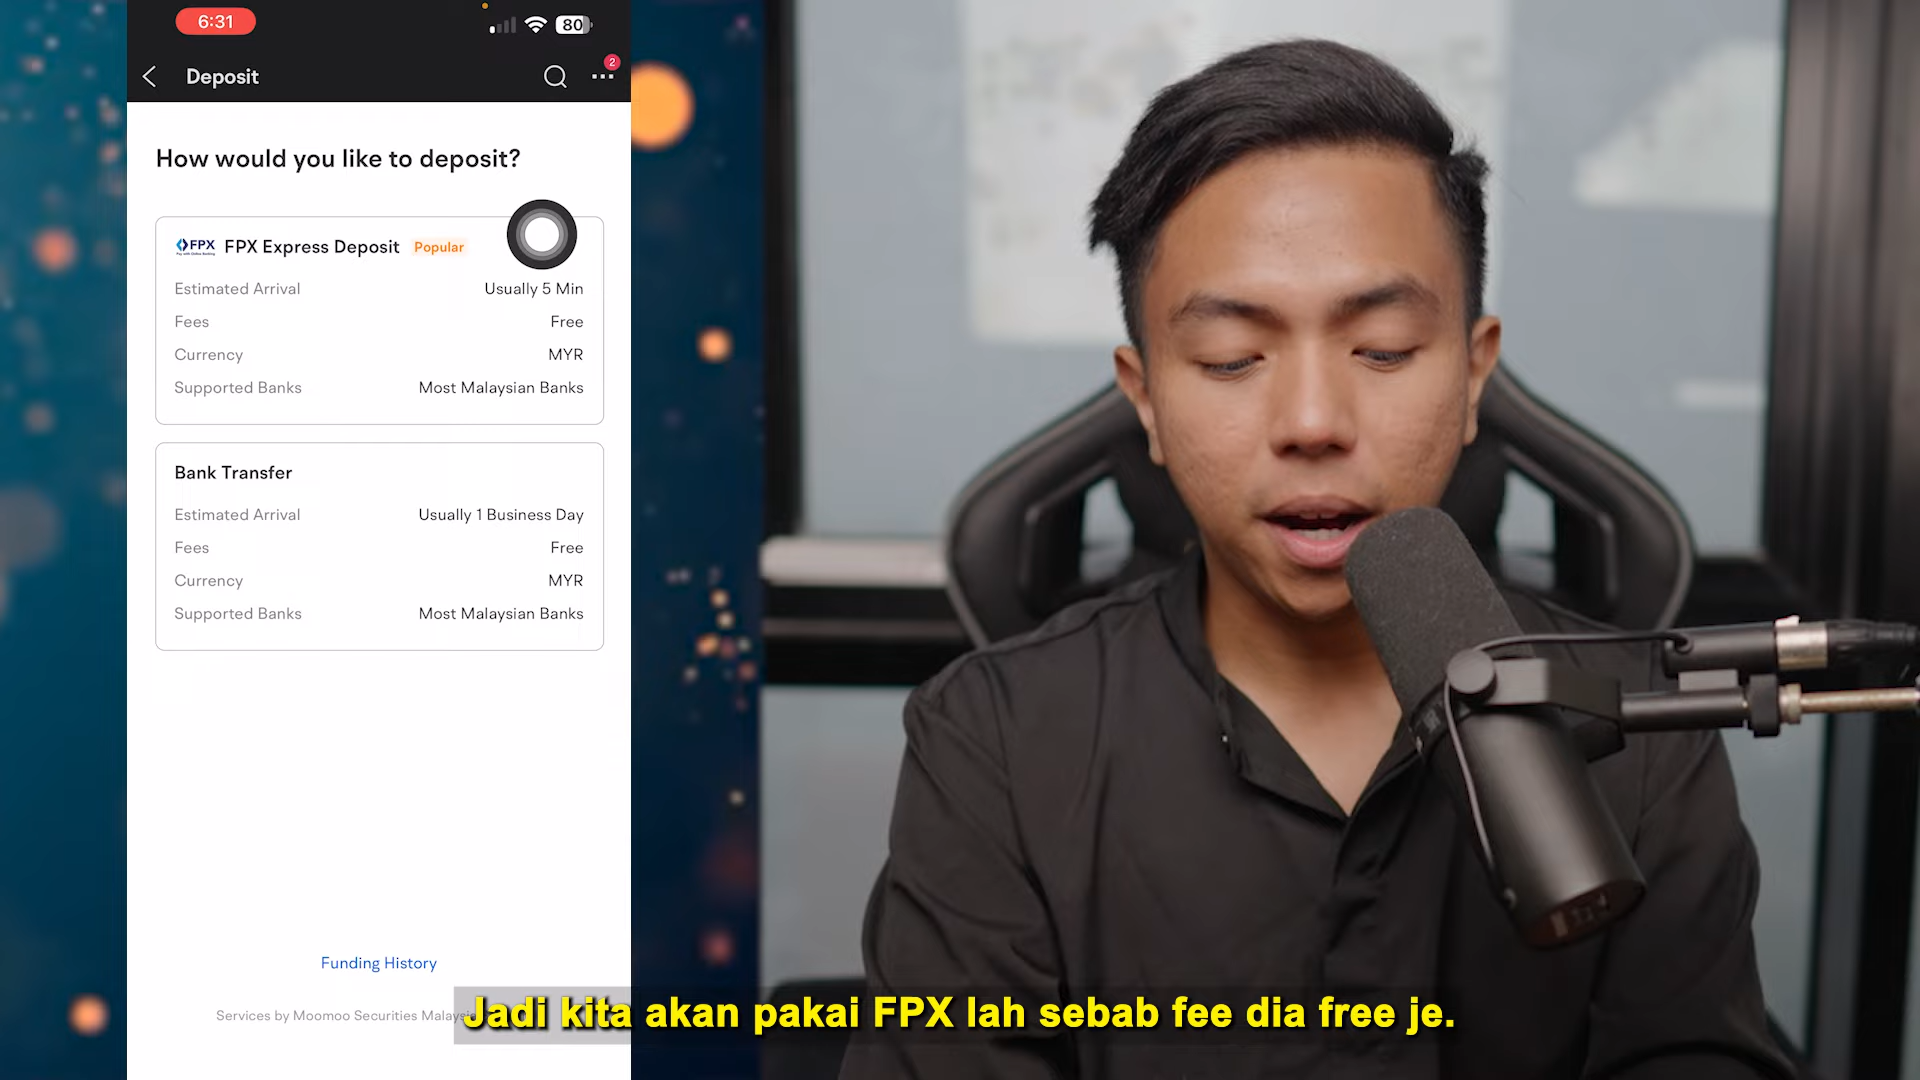 6:31
80
Deposit
2
How would you like to deposit?
FPX FPX Express Deposit Popular
Estimated Arrival Usually 5 Min
Fees Free
Currency MYR
Supported Banks Most Malaysian Banks
Bank Transfer
Estimated Arrival Usually 1 Business Day
Fees Free
Currency MYR
Supported Banks Most Malaysian Banks
Funding History
Services by Moomoo Securities Malays
Jadi kita akan pakai FPX lah sebab fee dia free je.